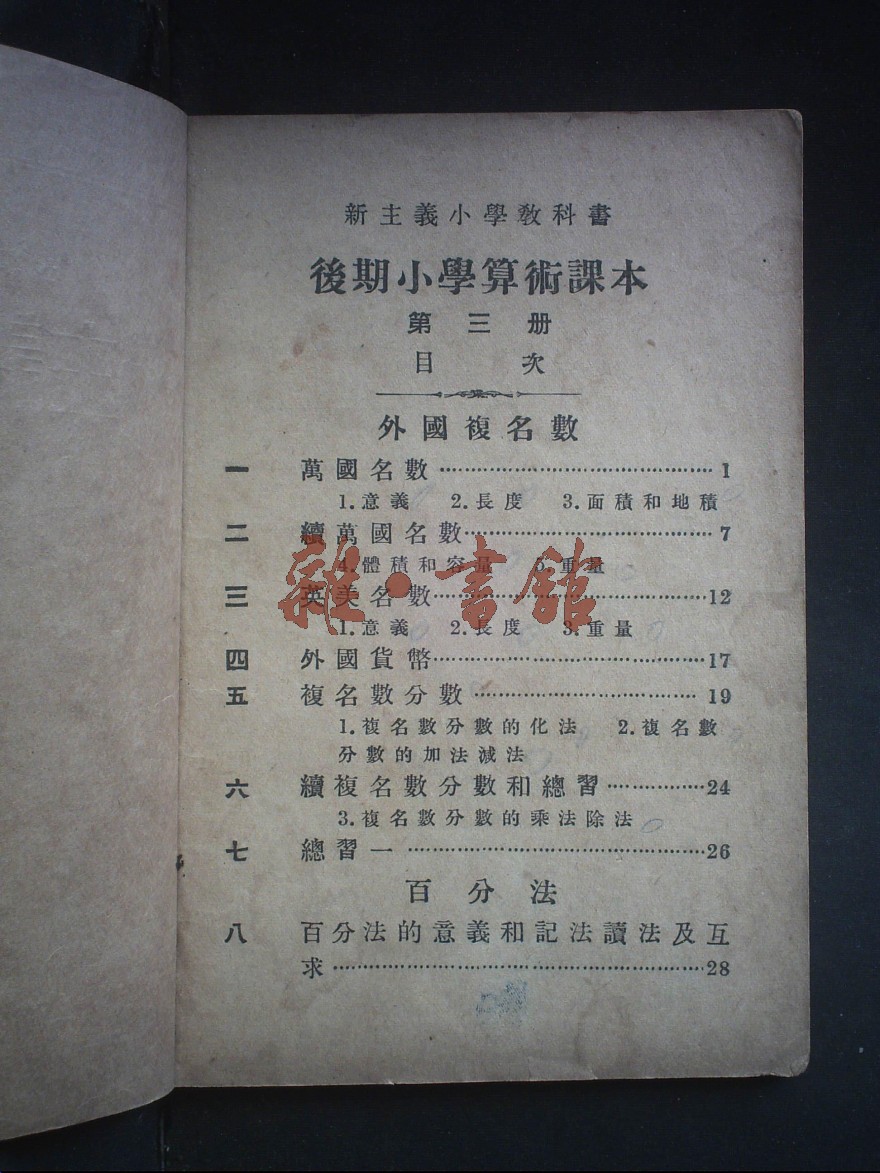 新主義小學教科書
後期小學算術課本
第三册
目次
外國複名數
一 萬國名數……1
1.意義 2.長度 3.面積和地積
二 續萬國名數……7
4.體積和容量 5.重量
雜·書館
三 英美名數……12
1.意義 2.長度 3.重量
四 外國貨幣……17
五 複名數分數……19
1.複名數分數的化法 2.複名數
分數的加法減法
六 續複名數分數和總習……24
3.複名數分數的乘法除法
七 總習一……26
百分法
八 百分法的意義和記法讀法及互
求……28